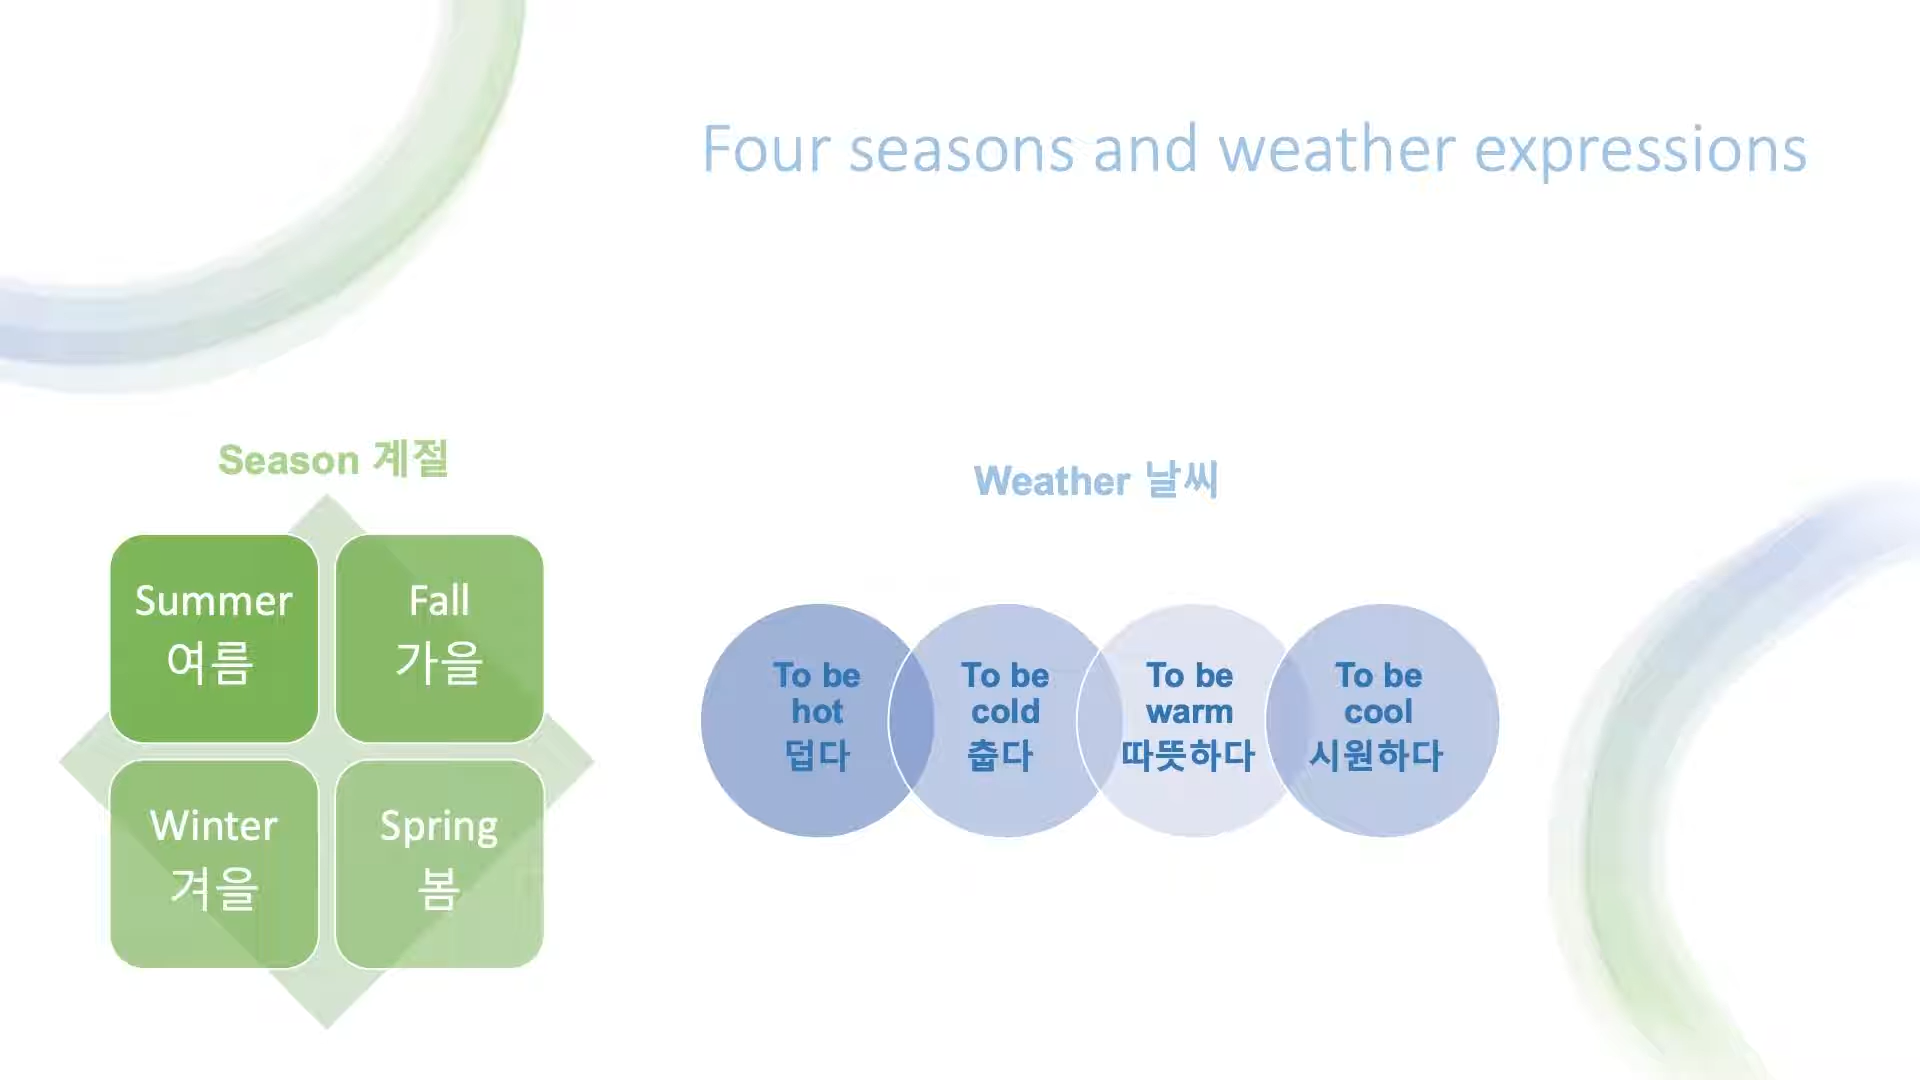 Four seasons and weather expressions
Season 계절
Summer
여름
Fall
가을
Winter
겨을
Spring
봄
Weather 날씨
To be
hot
덥다
To be
cold
춥다
To be
warm
따뜻하다
To be
cool
시원하다